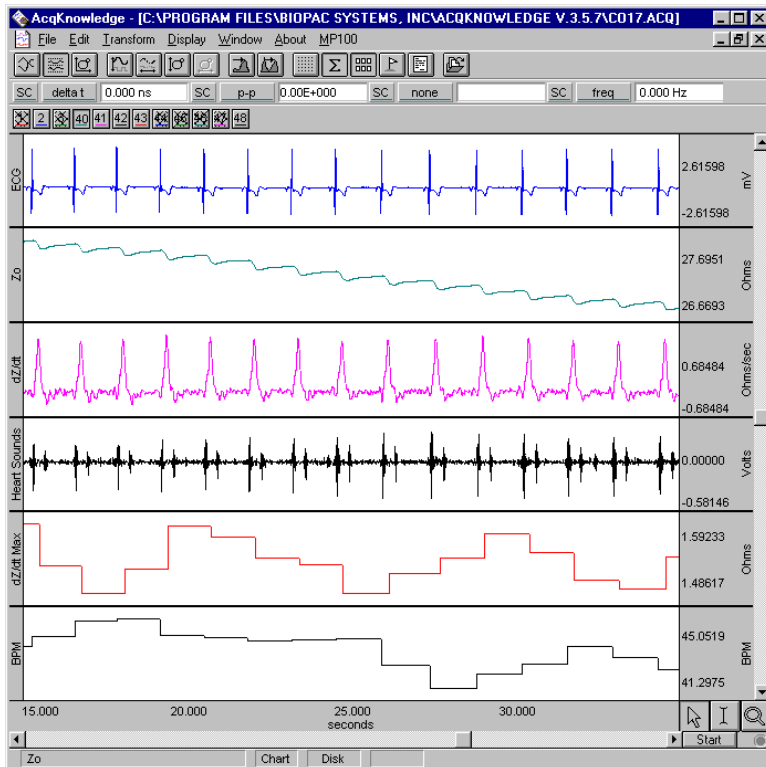 AcqKnowledge - [C:\PROGRAM FILES\BIOPAC SYSTEMS, INC\ACQKNOWLEDGE V.3.5.7\CO17.ACQ]
File Edit Transform Display Window About MP100
SC delta t 0.000 ns SC p-p 0.00E+000 SC none SC freq 0.000 Hz
2 40 41 42 43 48
ECG 2.61598 mV
-2.61598
Zo 27.6951 Ohms
26.6693
dZ/dt 0.68484 Ohms/sec
-0.68484
Heart Sounds 0.00000 Volts
-0.58146
dZ/dt Max 1.59233 Ohms
1.48617
BPM 45.0519 BPM
41.2975
15.000 20.000 25.000 30.000
seconds
Start
Zo Chart Disk